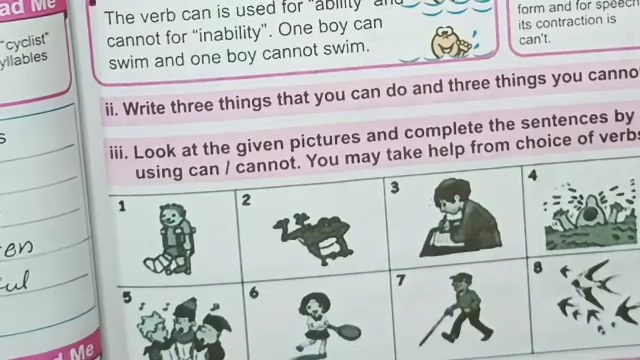 ad Me
"cyclist"
yllables
The verb can is used for "ability" and
cannot for "inability". One boy can
swim and one boy cannot swim.
form and for speech
its contraction is
can't.
ii. Write three things that you can do and three things you canno
iii. Look at the given pictures and complete the sentences by
using can / cannot. You may take help from choice of verbs
s
en
ul
1 2 3 4
5 6 7 8
d Me